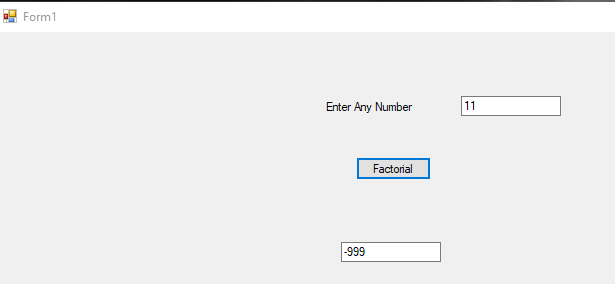 Form1
Enter Any Number 11
Factorial
-999